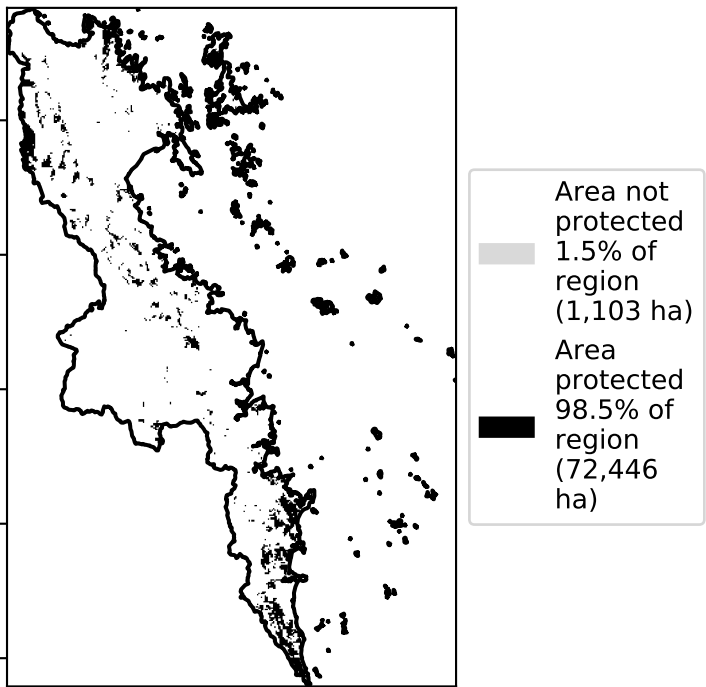 Area not
protected
1.5% of
region
(1,103 ha)
Area
protected
98.5% of
region
(72,446
ha)